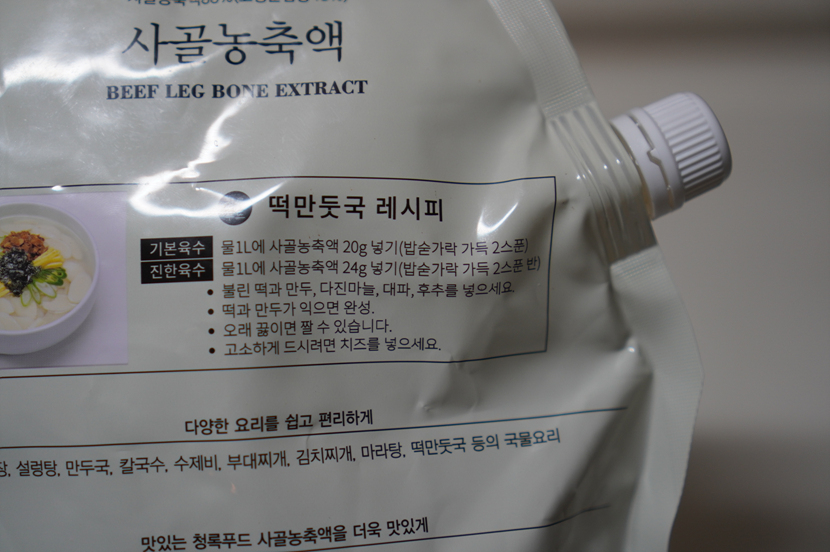 사골농축액
BEEF LEG BONE EXTRACT
떡만둣국 레시피
기본육수 물1L에 사골농축액 20g 넣기(밥숟가락 가득 2스푼)
진한육수 물1L에 사골농축액 24g 넣기(밥숟가락 가득 2스푼 반)
• 불린 떡과 만두, 다진마늘, 대파, 후추를 넣으세요.
• 떡과 만두가 익으면 완성.
• 오래 끓이면 짤 수 있습니다.
• 고소하게 드시려면 치즈를 넣으세요.
다양한 요리를 쉽고 편리하게
설렁탕, 만두국, 칼국수, 수제비, 부대찌개, 김치찌개, 마라탕, 떡만둣국 등의 국물요리
맛있는 청록푸드 사골농축액을 더욱 맛있게